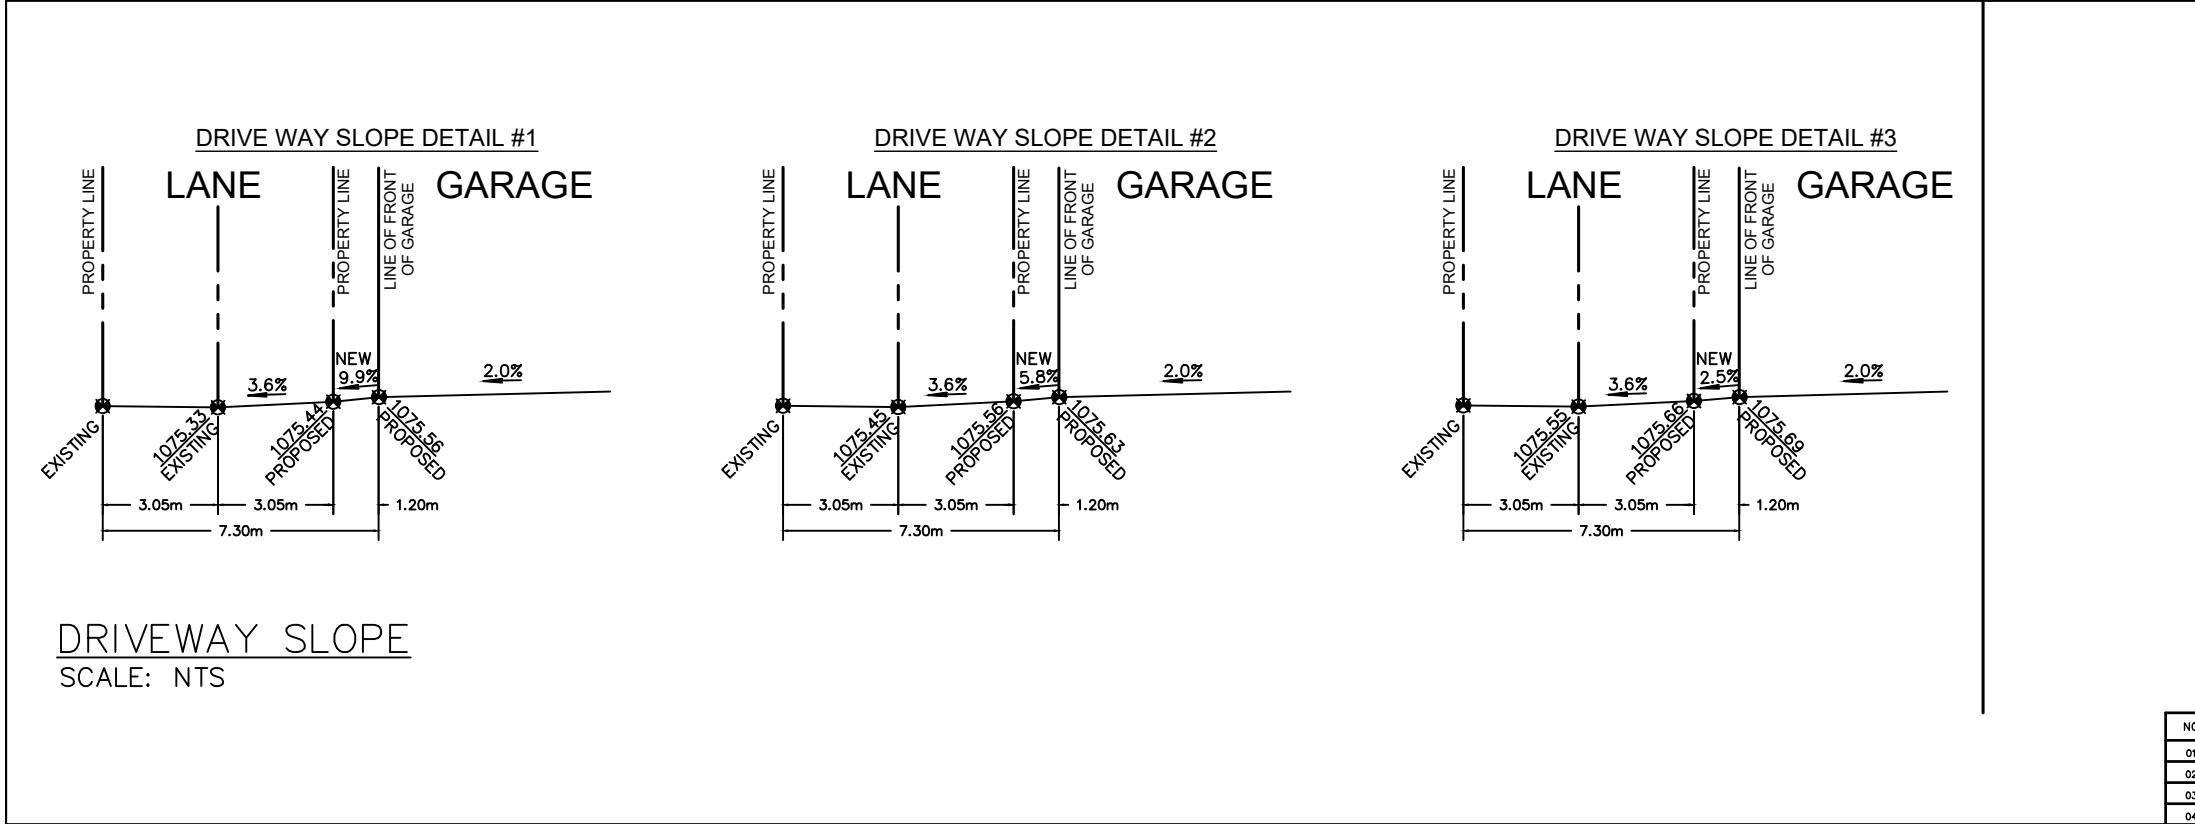 DRIVE WAY SLOPE DETAIL #1
PROPERTY LINE
LANE
PROPERTY LINE
LINE OF FRONT
OF GARAGE
GARAGE
NEW
9.9%
3.6%
2.0%
EXISTING
1075.33
EXISTING
1075.44
PROPOSED
1075.56
PROPOSED
3.05m
3.05m
1.20m
7.30m
DRIVE WAY SLOPE DETAIL #2
PROPERTY LINE
LANE
PROPERTY LINE
LINE OF FRONT
OF GARAGE
GARAGE
NEW
5.8%
3.6%
2.0%
EXISTING
1075.45
EXISTING
1075.56
PROPOSED
1075.63
PROPOSED
3.05m
3.05m
1.20m
7.30m
DRIVE WAY SLOPE DETAIL #3
PROPERTY LINE
LANE
PROPERTY LINE
LINE OF FRONT
OF GARAGE
GARAGE
NEW
2.5%
3.6%
2.0%
EXISTING
1075.55
EXISTING
1075.66
PROPOSED
1075.69
PROPOSED
3.05m
3.05m
1.20m
7.30m
DRIVEWAY SLOPE
SCALE: NTS
01
02
03
04